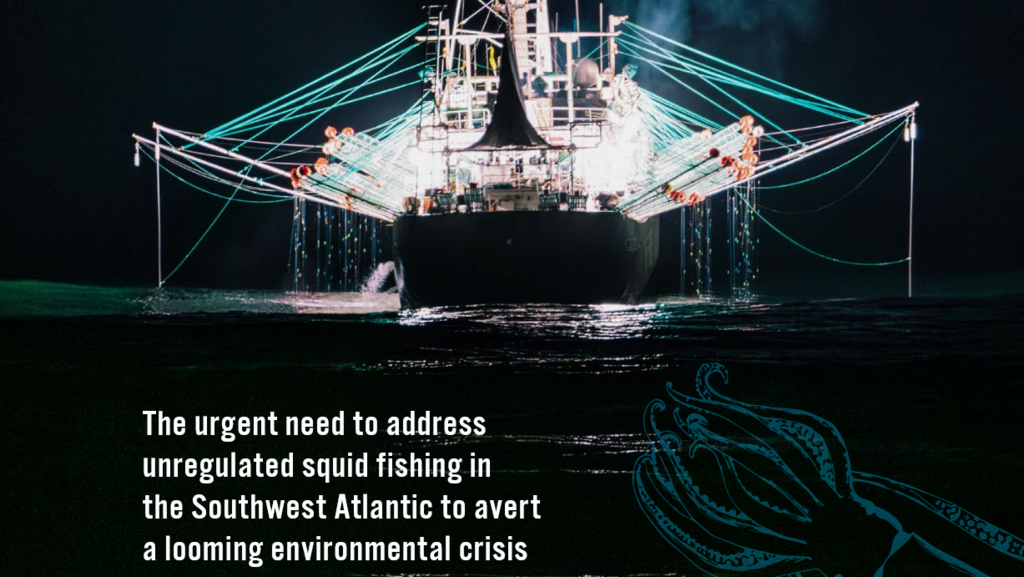 The urgent need to address
unregulated squid fishing in
the Southwest Atlantic to avert
a looming environmental crisis